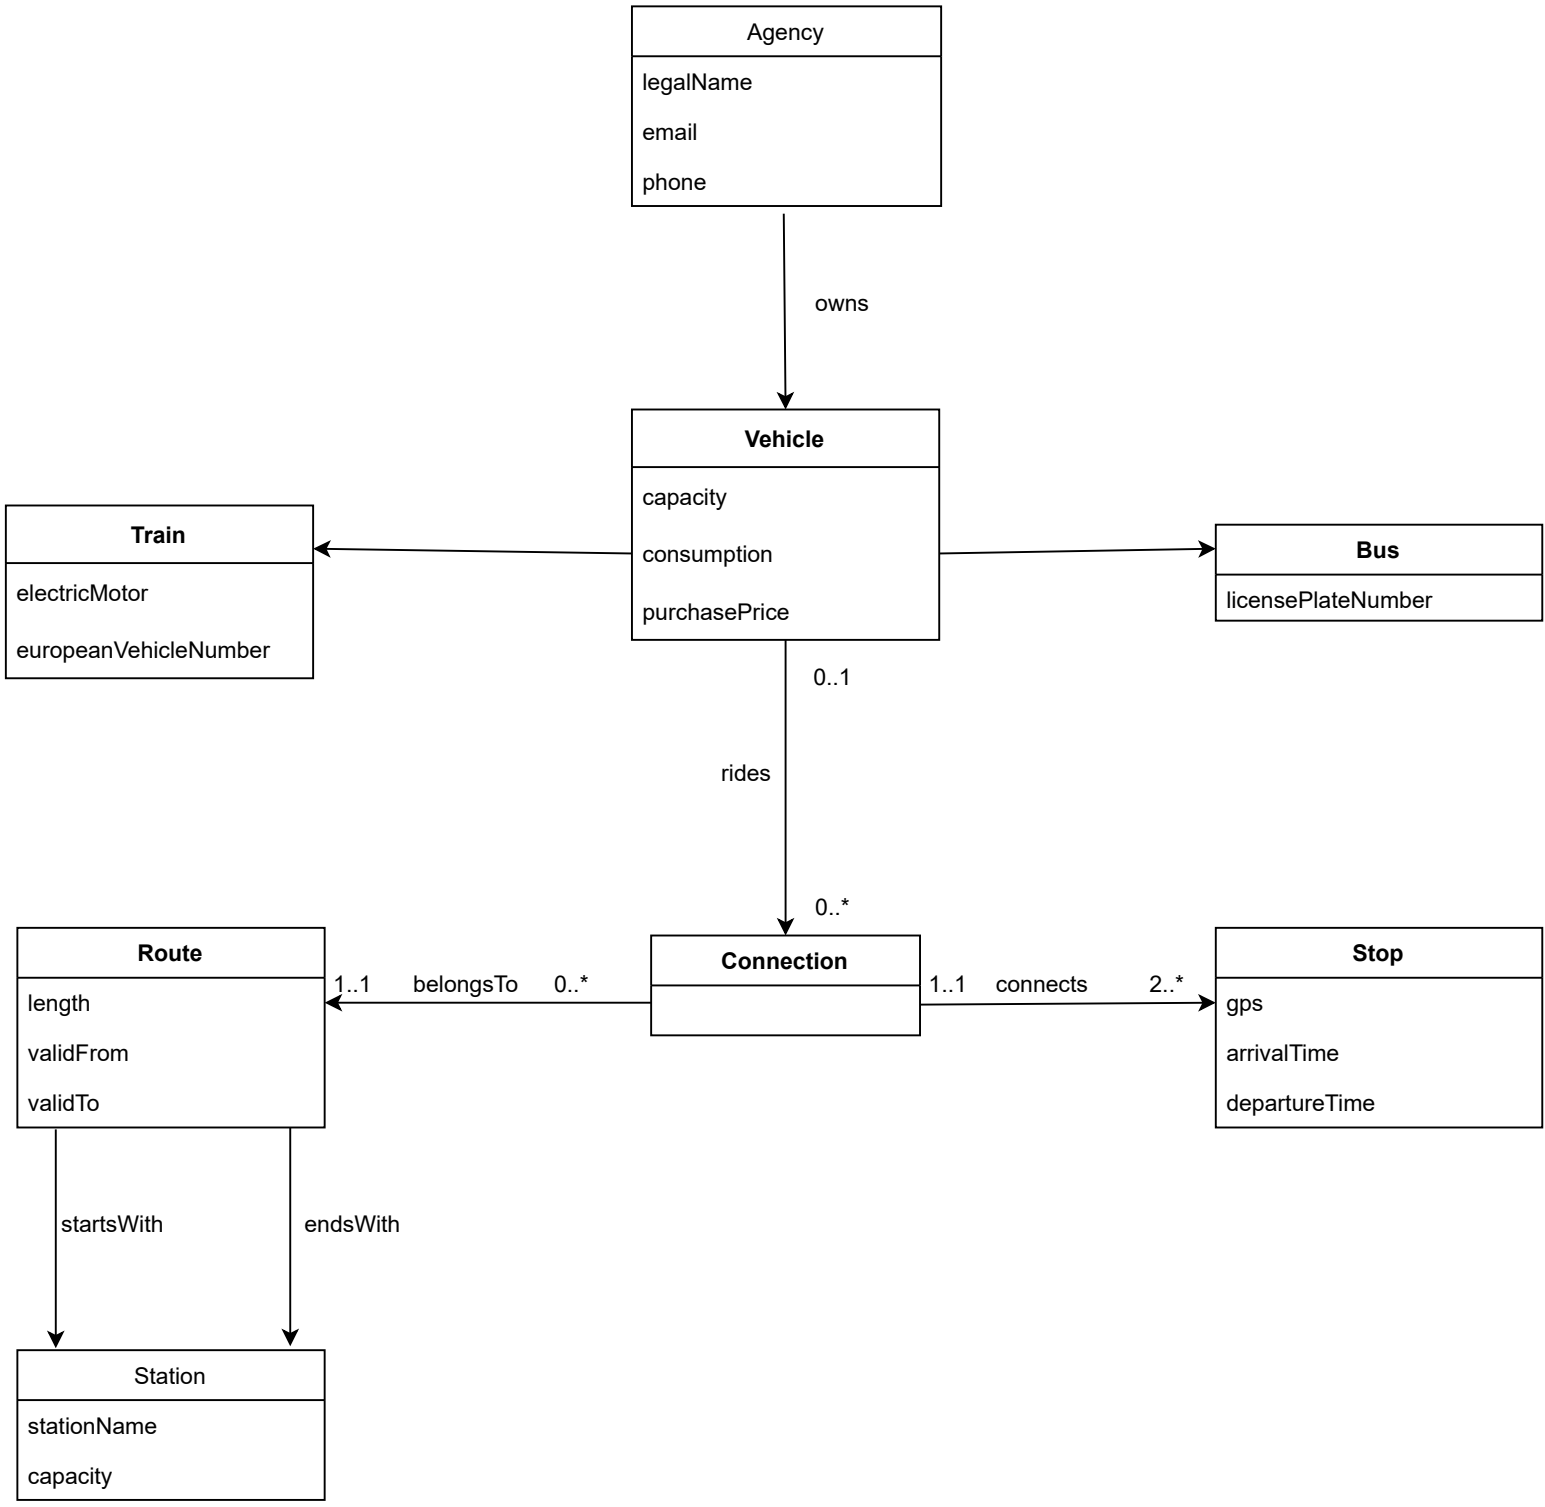 Agency
legalName
email
phone
owns
Vehicle
capacity
consumption
purchasePrice
Train
electricMotor
europeanVehicleNumber
Bus
licensePlateNumber
0..1
rides
0..*
Route
length
validFrom
validTo
1..1 belongsTo 0..*
Connection
1..1 connects 2..*
Stop
gps
arrivalTime
departureTime
startsWith
endsWith
Station
stationName
capacity